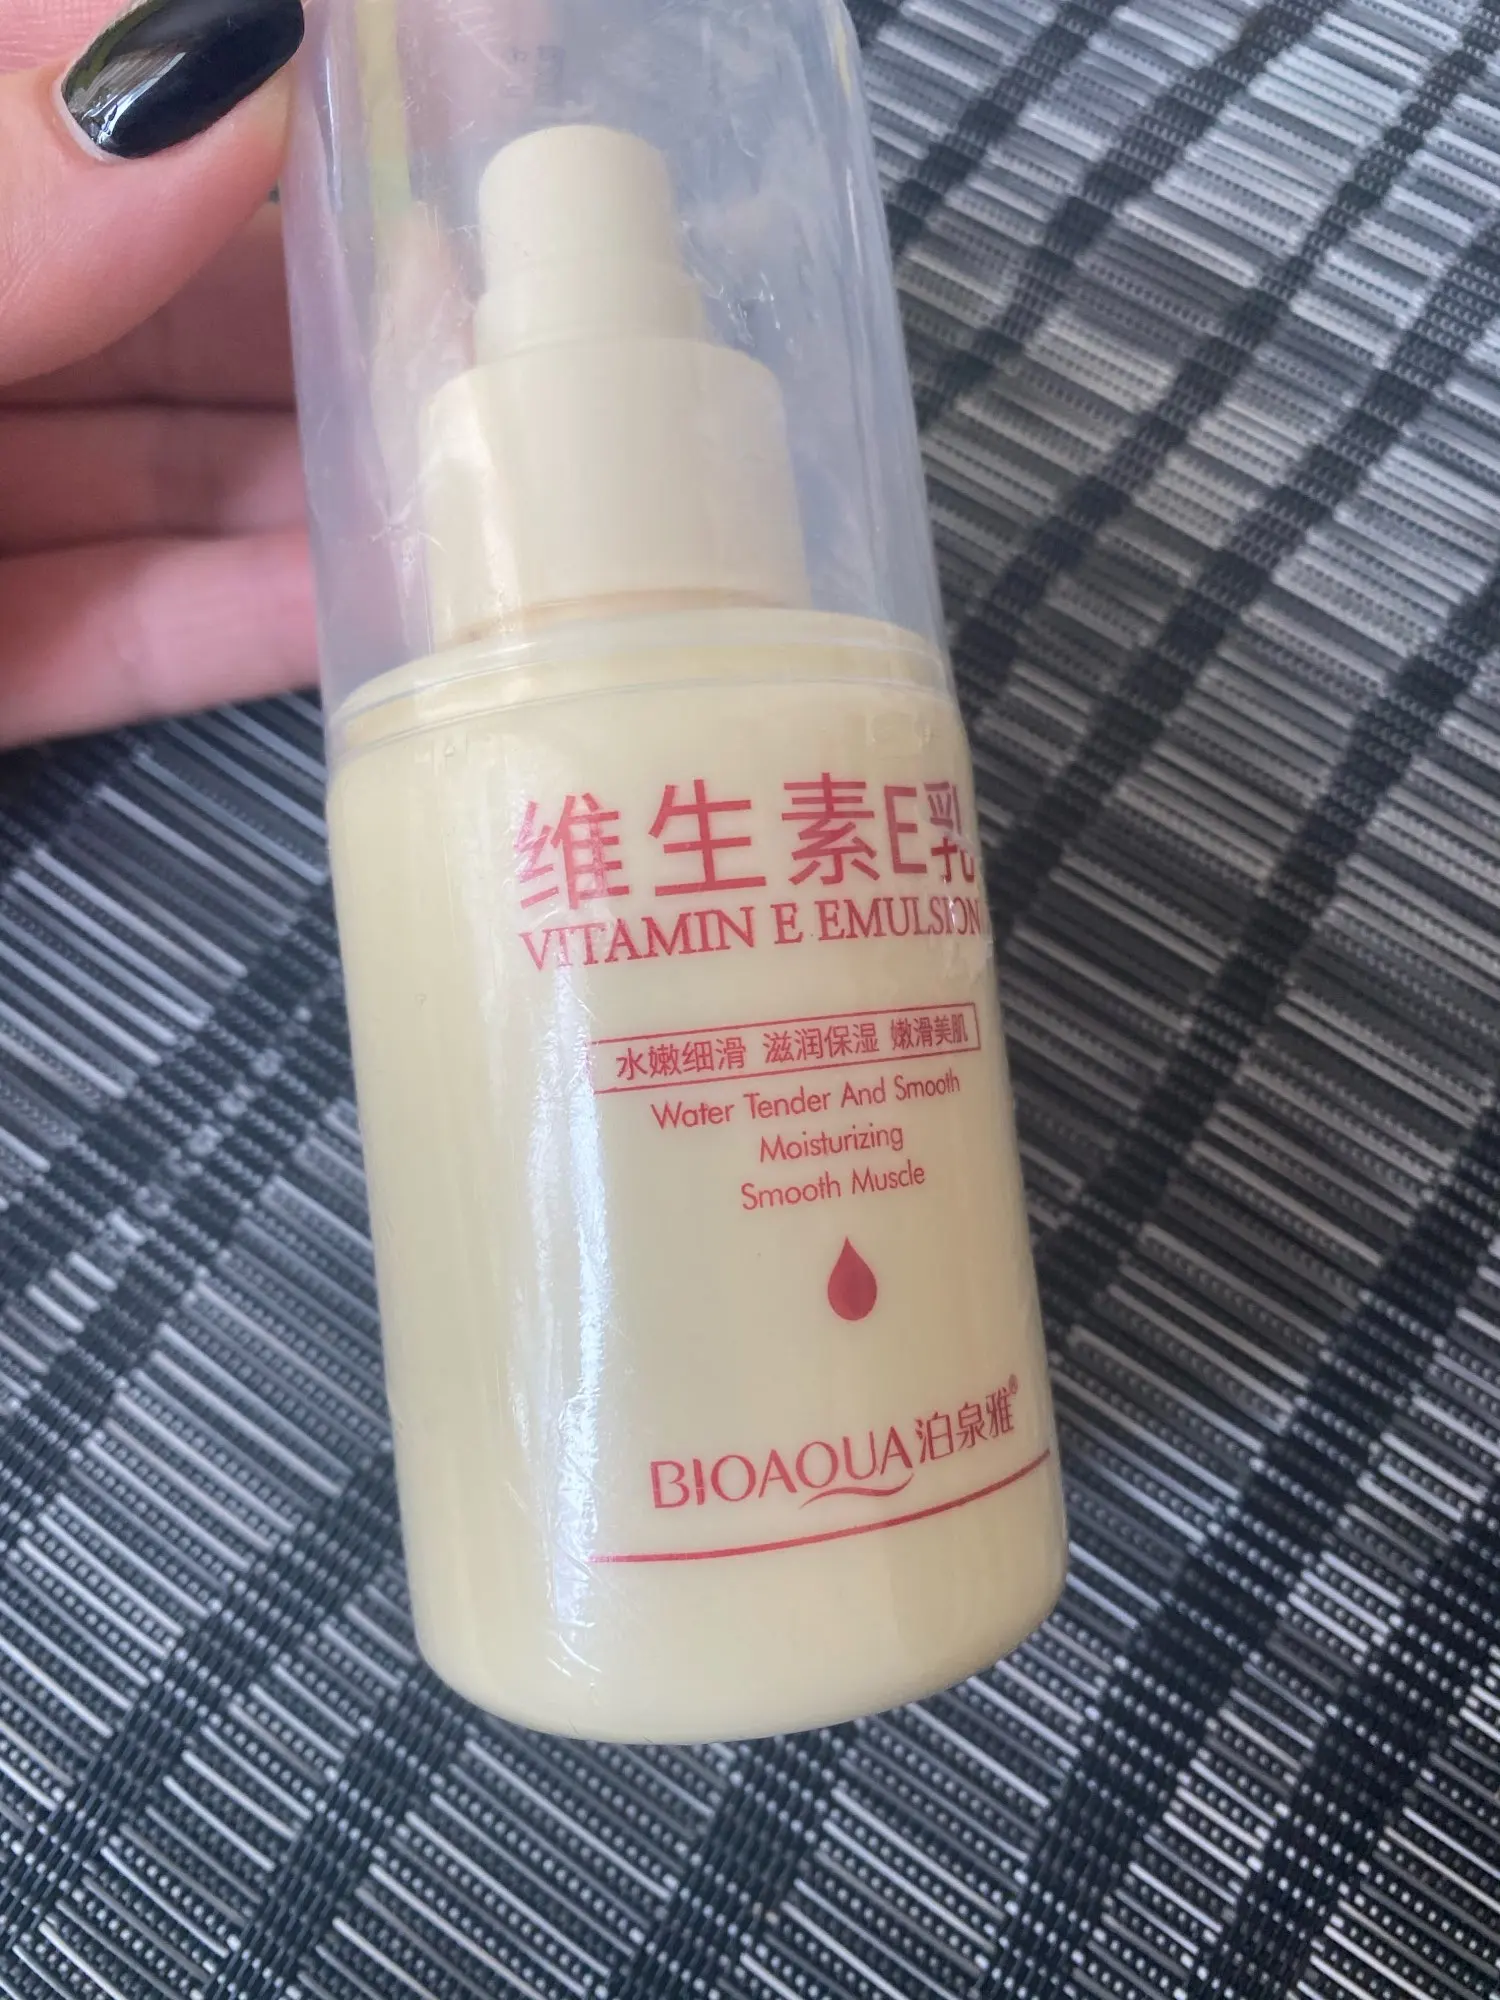 维生素E乳
VITAMIN E EMULSION
水嫩细滑 滋润保湿 嫩滑美肌
Water Tender And Smooth
Moisturizing
Smooth Muscle
BIOAQUA泊泉雅®